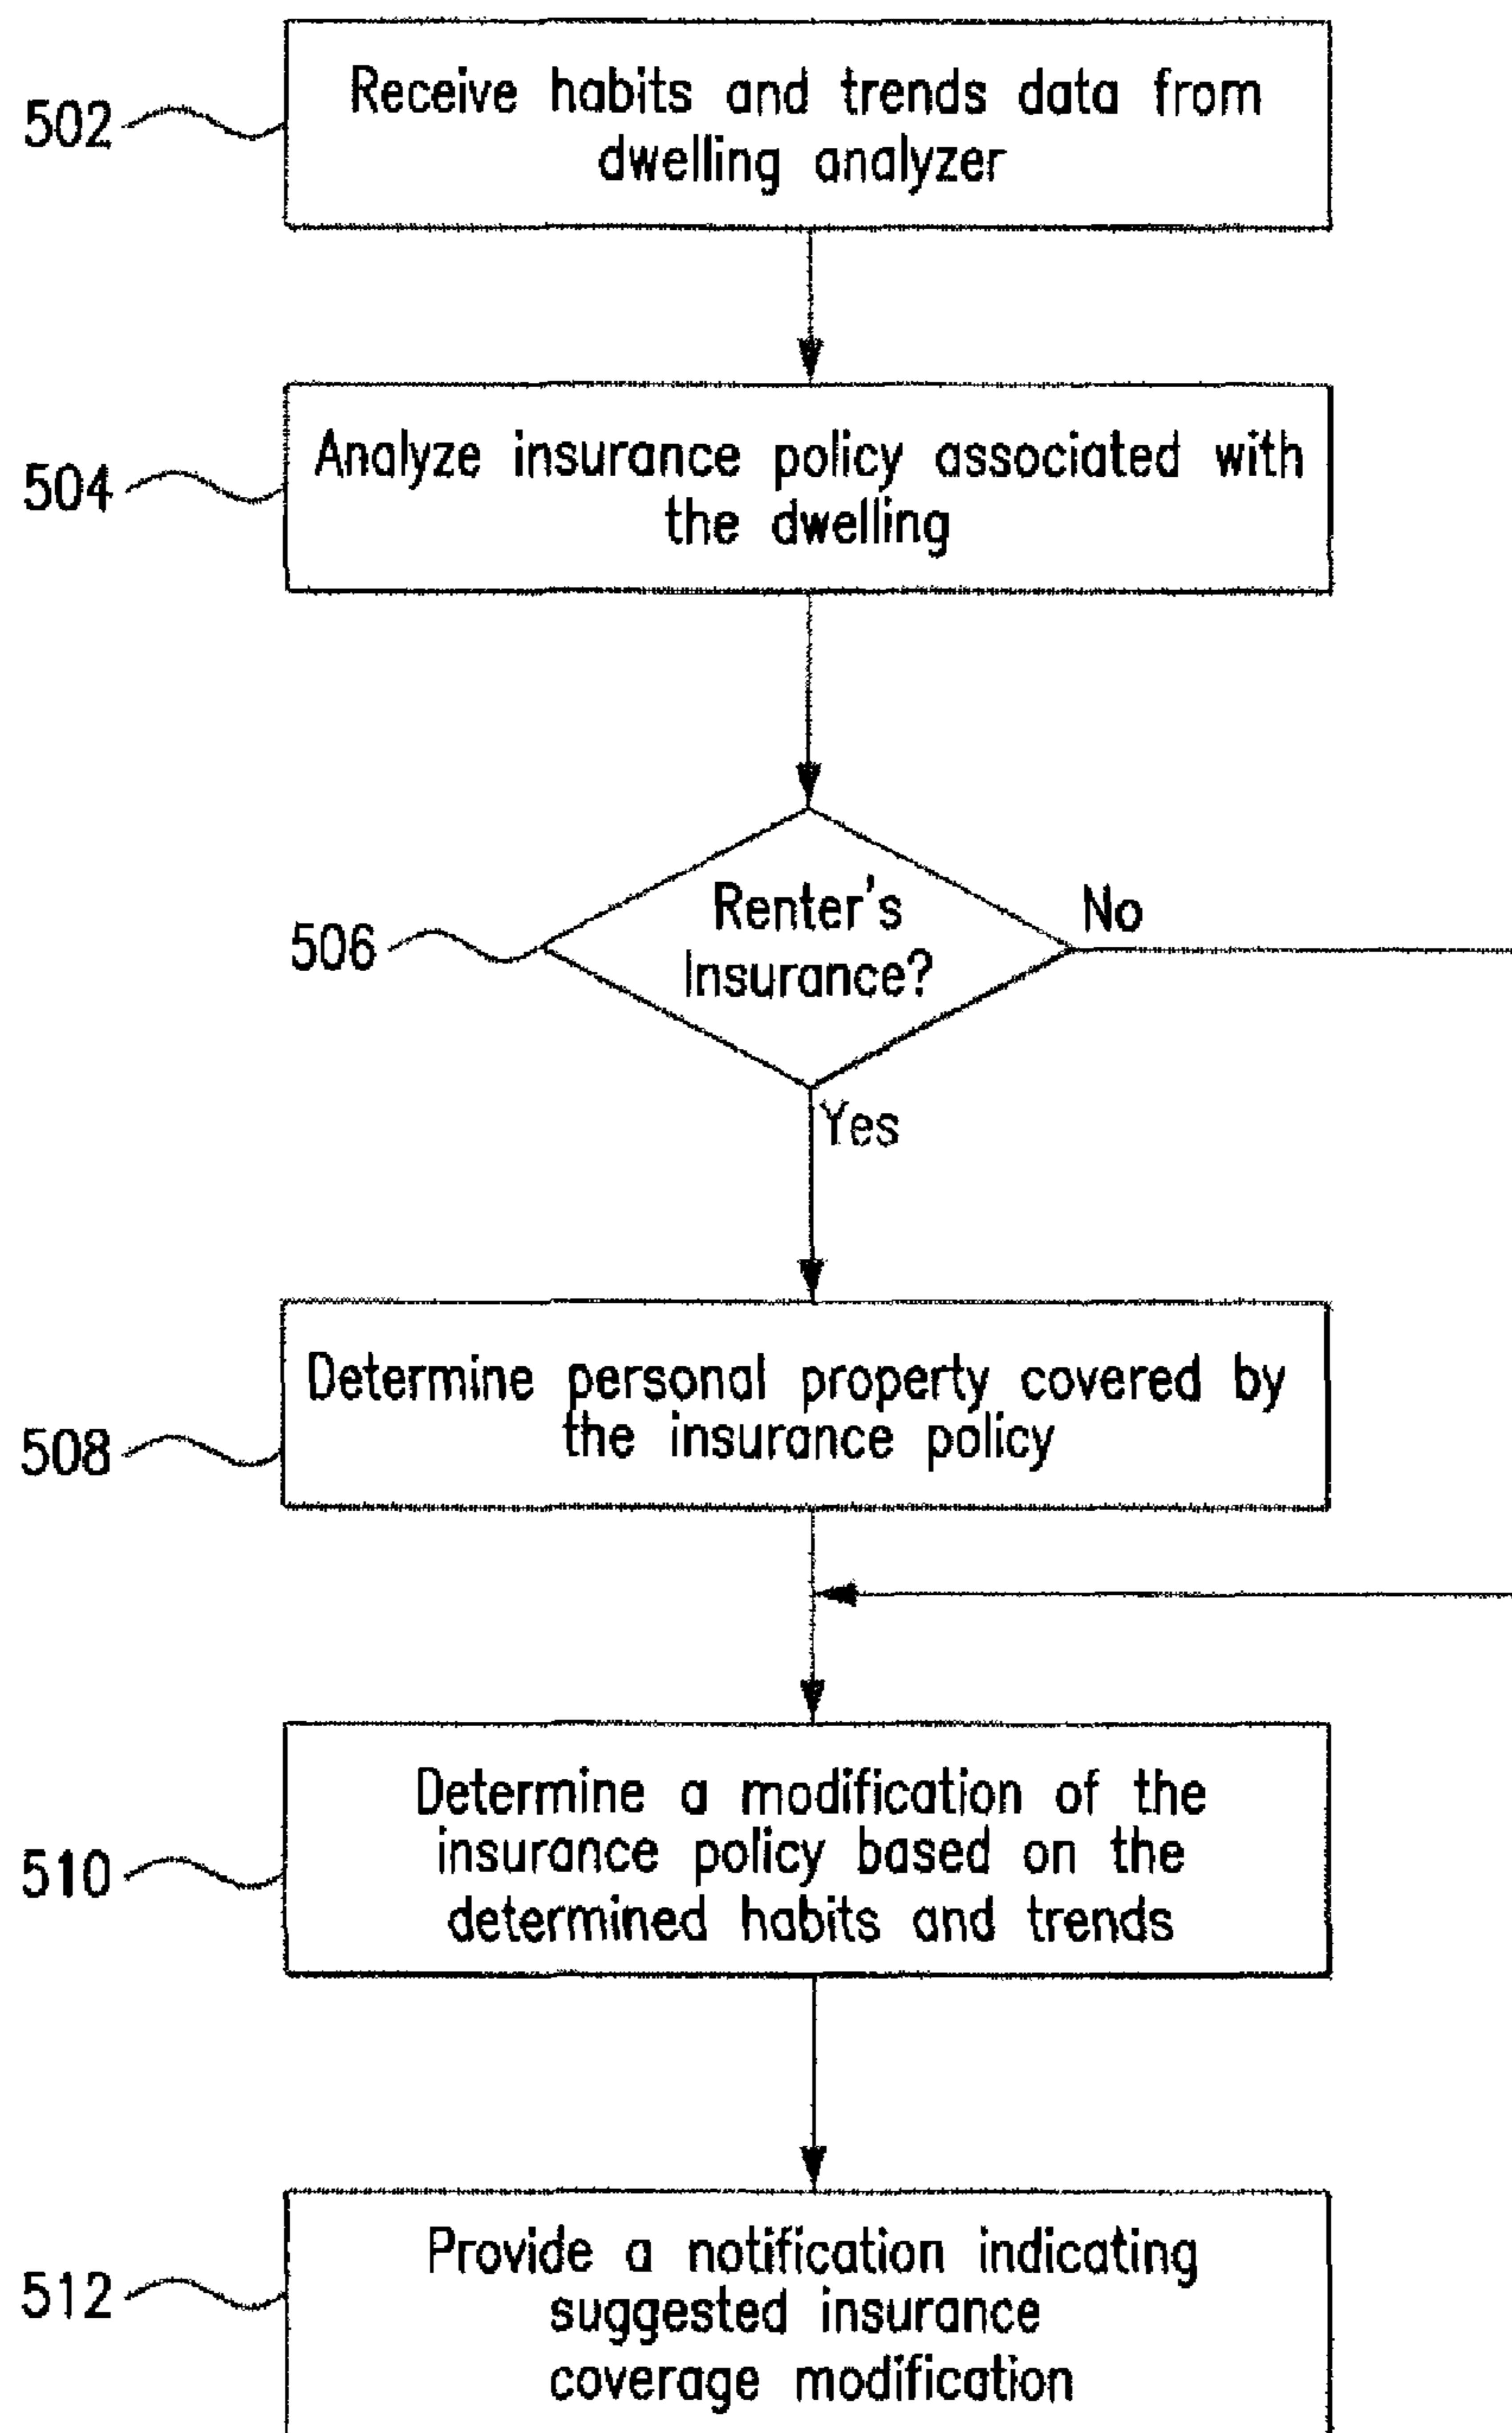 502
Receive habits and trends data from
dwelling analyzer
504
Analyze insurance policy associated with
the dwelling
506
Renter's
Insurance?
No
Yes
508
Determine personal property covered by
the insurance policy
510
Determine a modification of the
insurance policy based on the
determined habits and trends
512
Provide a notification indicating
suggested insurance
coverage modification